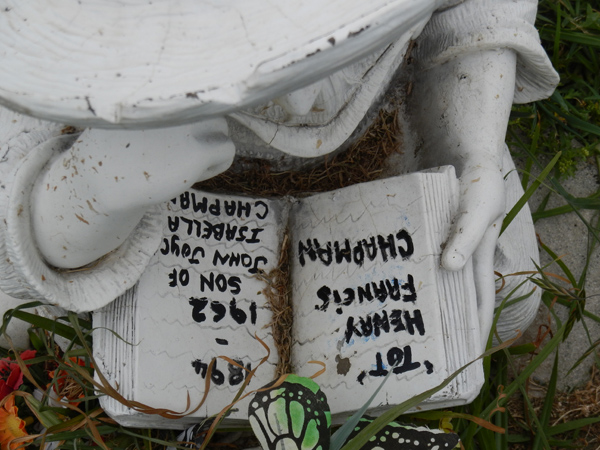 'TOT'
HENRY
FRANCIS
CHAPMAN
1894
-
1962
SON OF
JOHN
ISABELLA
CHAPMAN